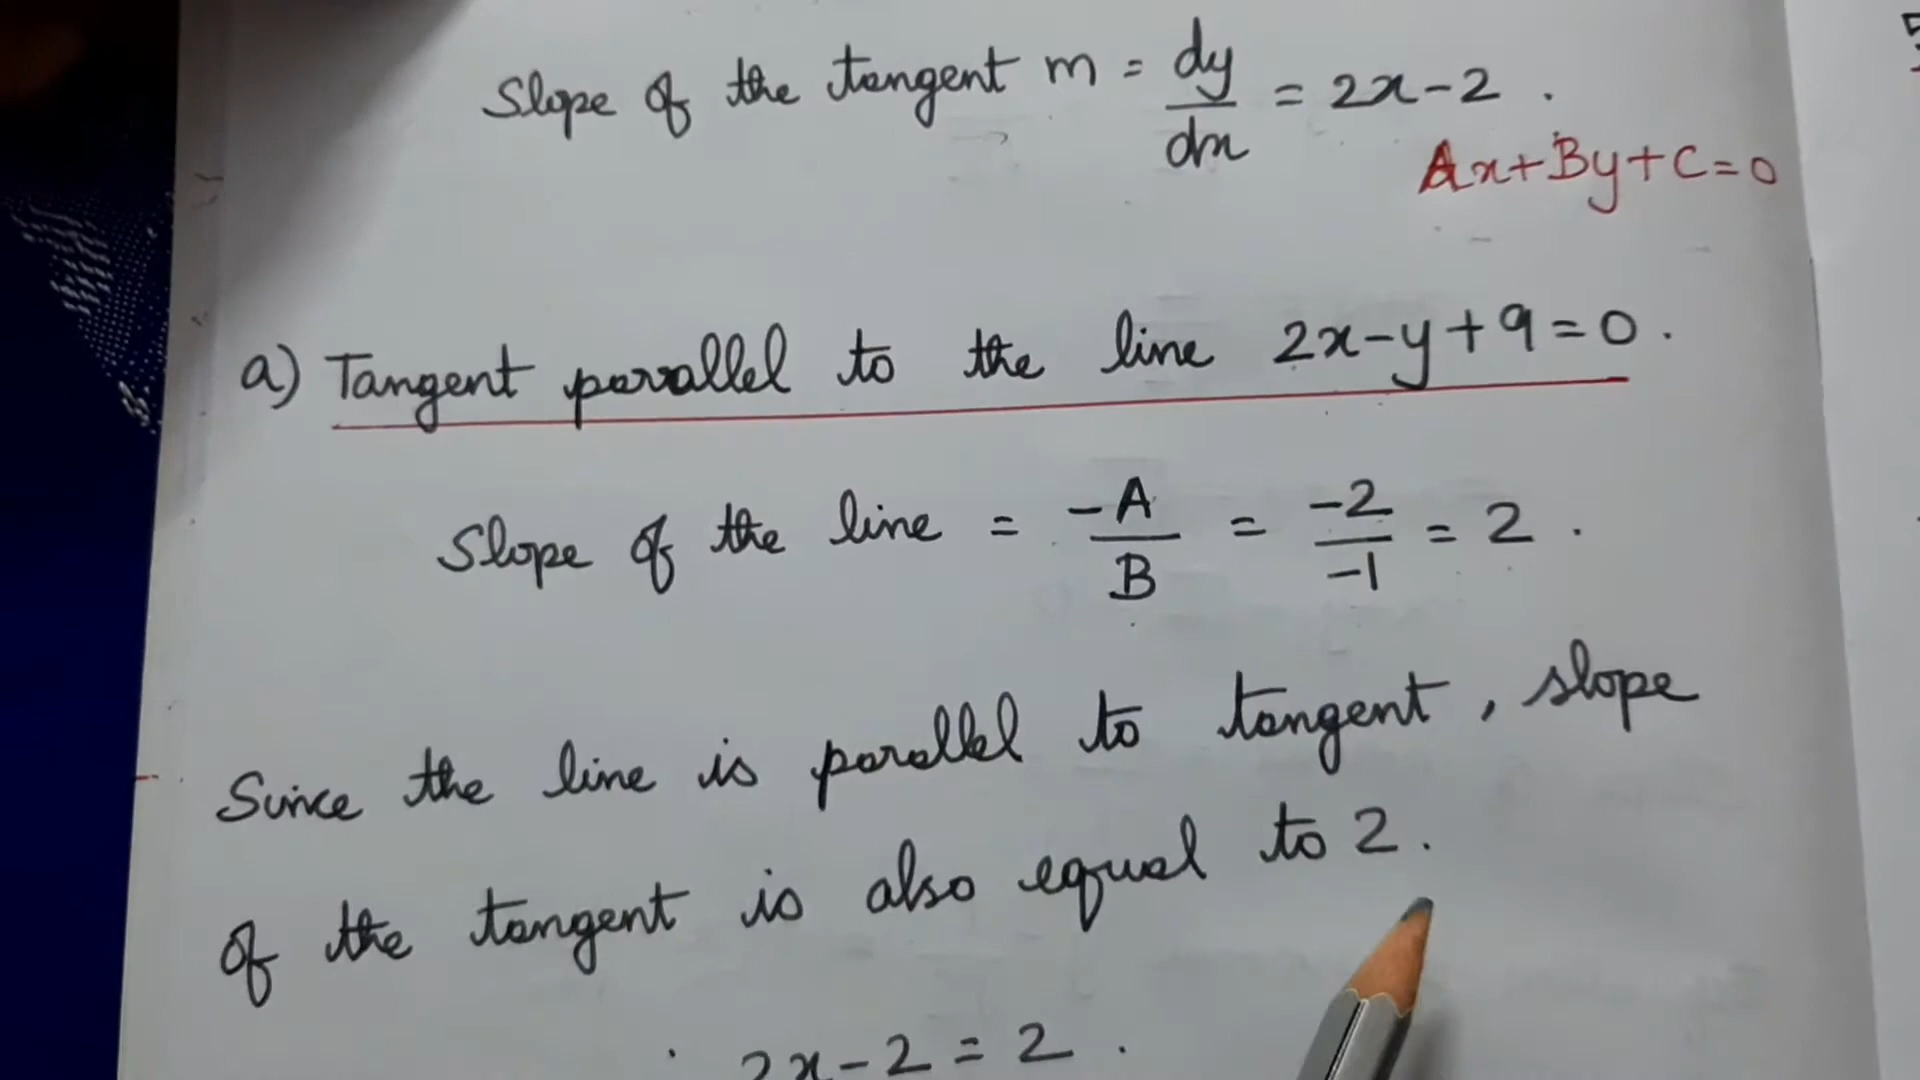 Slope of the tangent m = dy/dx = 2x-2 .
Ax+By+C=0
a) Tangent parallel to the line 2x-y+9=0.
Slope of the line = -A/B = -2/-1 = 2 .
Since the line is parallel to tangent, slope
of the tangent is also equal to 2.
2x-2=2 .